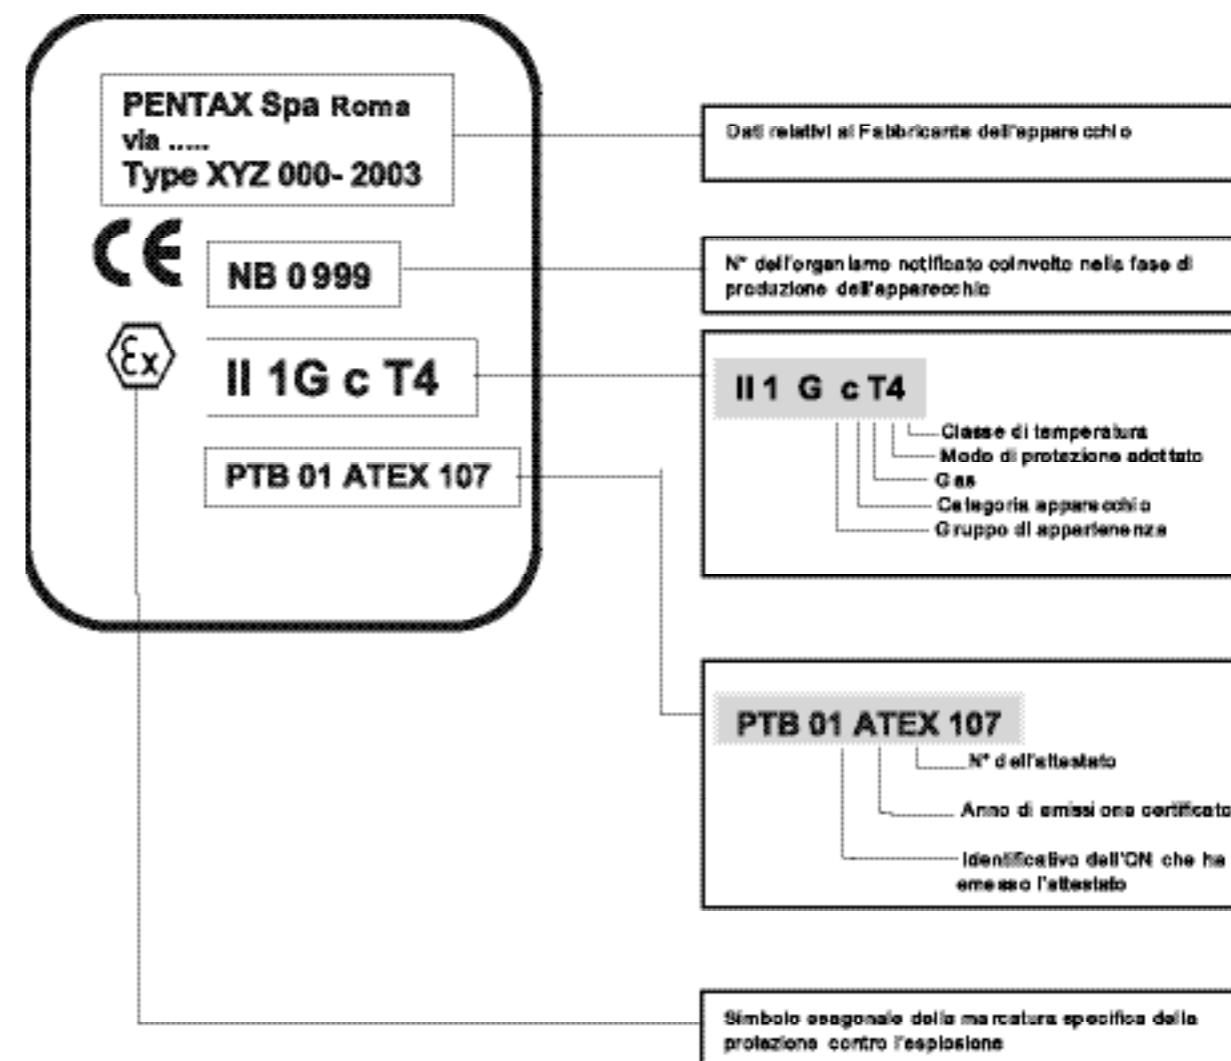 PENTAX Spa Roma
via .....
Type XYZ 000- 2003
CE
NB 0999
Ex
II 1G c T4
PTB 01 ATEX 107
Dati relativi al Fabbricante dell'apparecchio
N° dell'organismo notificato coinvolto nella fase di
produzione dell'apparecchio
II 1 G c T4
Classe di temperatura
Modo di protezione adottato
Gas
Categoria apparecchio
Gruppo di appartenenza
PTB 01 ATEX 107
N° dell'attestato
Anno di emissione certificato
Identificativo dell'ON che ha
emesso l'attestato
Simbolo esagonale della marcatura specifica della
protezione contro l'esplosione